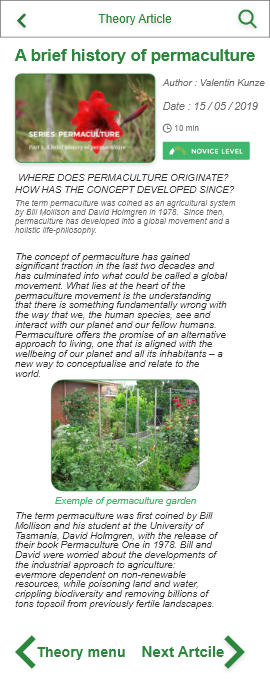 Theory Article
A brief history of permaculture
SERIES: PERMACULTURE
Part 1. A brief history of permaculture
Author : Valentin Kunze
Date : 15 / 05 / 2019
10 min
NOVICE LEVEL
WHERE DOES PERMACULTURE ORIGINATE?
HOW HAS THE CONCEPT DEVELOPED SINCE?
The term permaculture was coined as an agricultural system
by Bill Mollison and David Holmgren in 1978. Since then,
permaculture has developed into a global movement and a
holistic life-philosophy.
The concept of permaculture has gained
significant traction in the last two decades and
has culminated into what could be called a global
movement. What lies at the heart of the
permaculture movement is the understanding
that there is something fundamentally wrong with
the way that we, the human species, see and
interact with our planet and our fellow humans.
Permaculture offers the promise of an alternative
approach to living, one that is aligned with the
wellbeing of our planet and all its inhabitants – a
new way to conceptualise and relate to the
world.
Exemple of permaculture garden
The term permaculture was first coined by Bill
Mollison and his student at the University of
Tasmania, David Holmgren, with the release of
their book Permaculture One in 1978. Bill and
David were worried about the developments of
the industrial approach to agriculture:
evermore dependent on non-renewable
resources, while poisoning land and water,
crippling biodiversity and removing billions of
tons topsoil from previously fertile landscapes.
Theory menu
Next Artcile